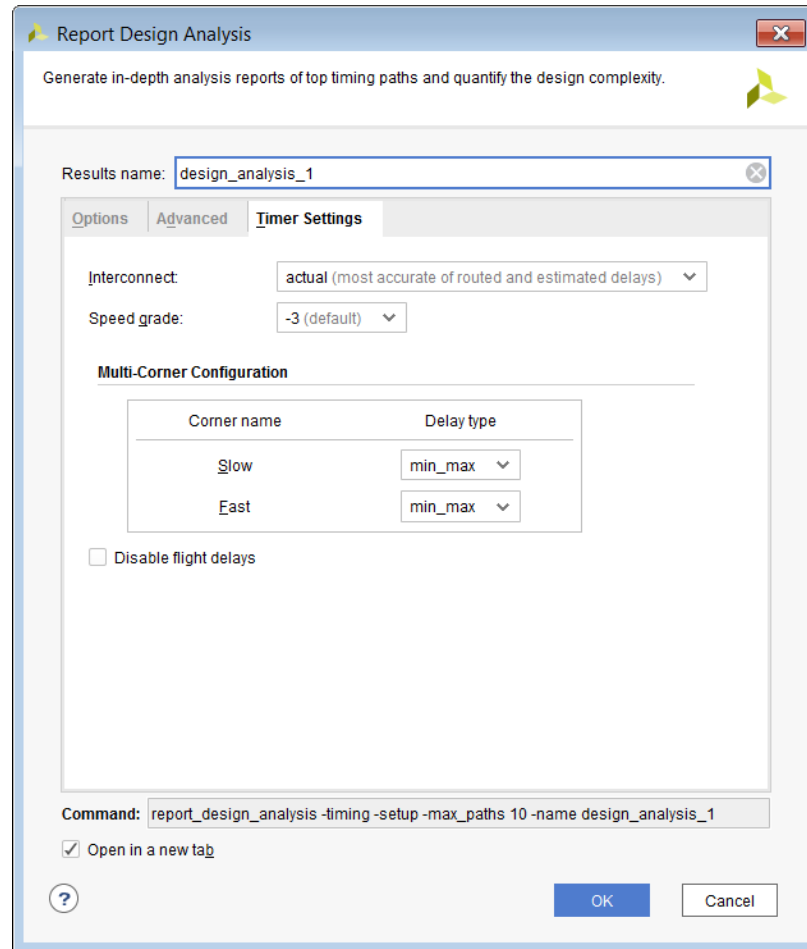 Report Design Analysis
Generate in-depth analysis reports of top timing paths and quantify the design complexity.
Results name: design_analysis_1
Options Advanced Timer Settings
Interconnect: actual (most accurate of routed and estimated delays)
Speed grade: -3 (default)
Multi-Corner Configuration
Corner name Delay type
Slow min_max
Fast min_max
Disable flight delays
Command: report_design_analysis -timing -setup -max_paths 10 -name design_analysis_1
Open in a new tab
? OK Cancel